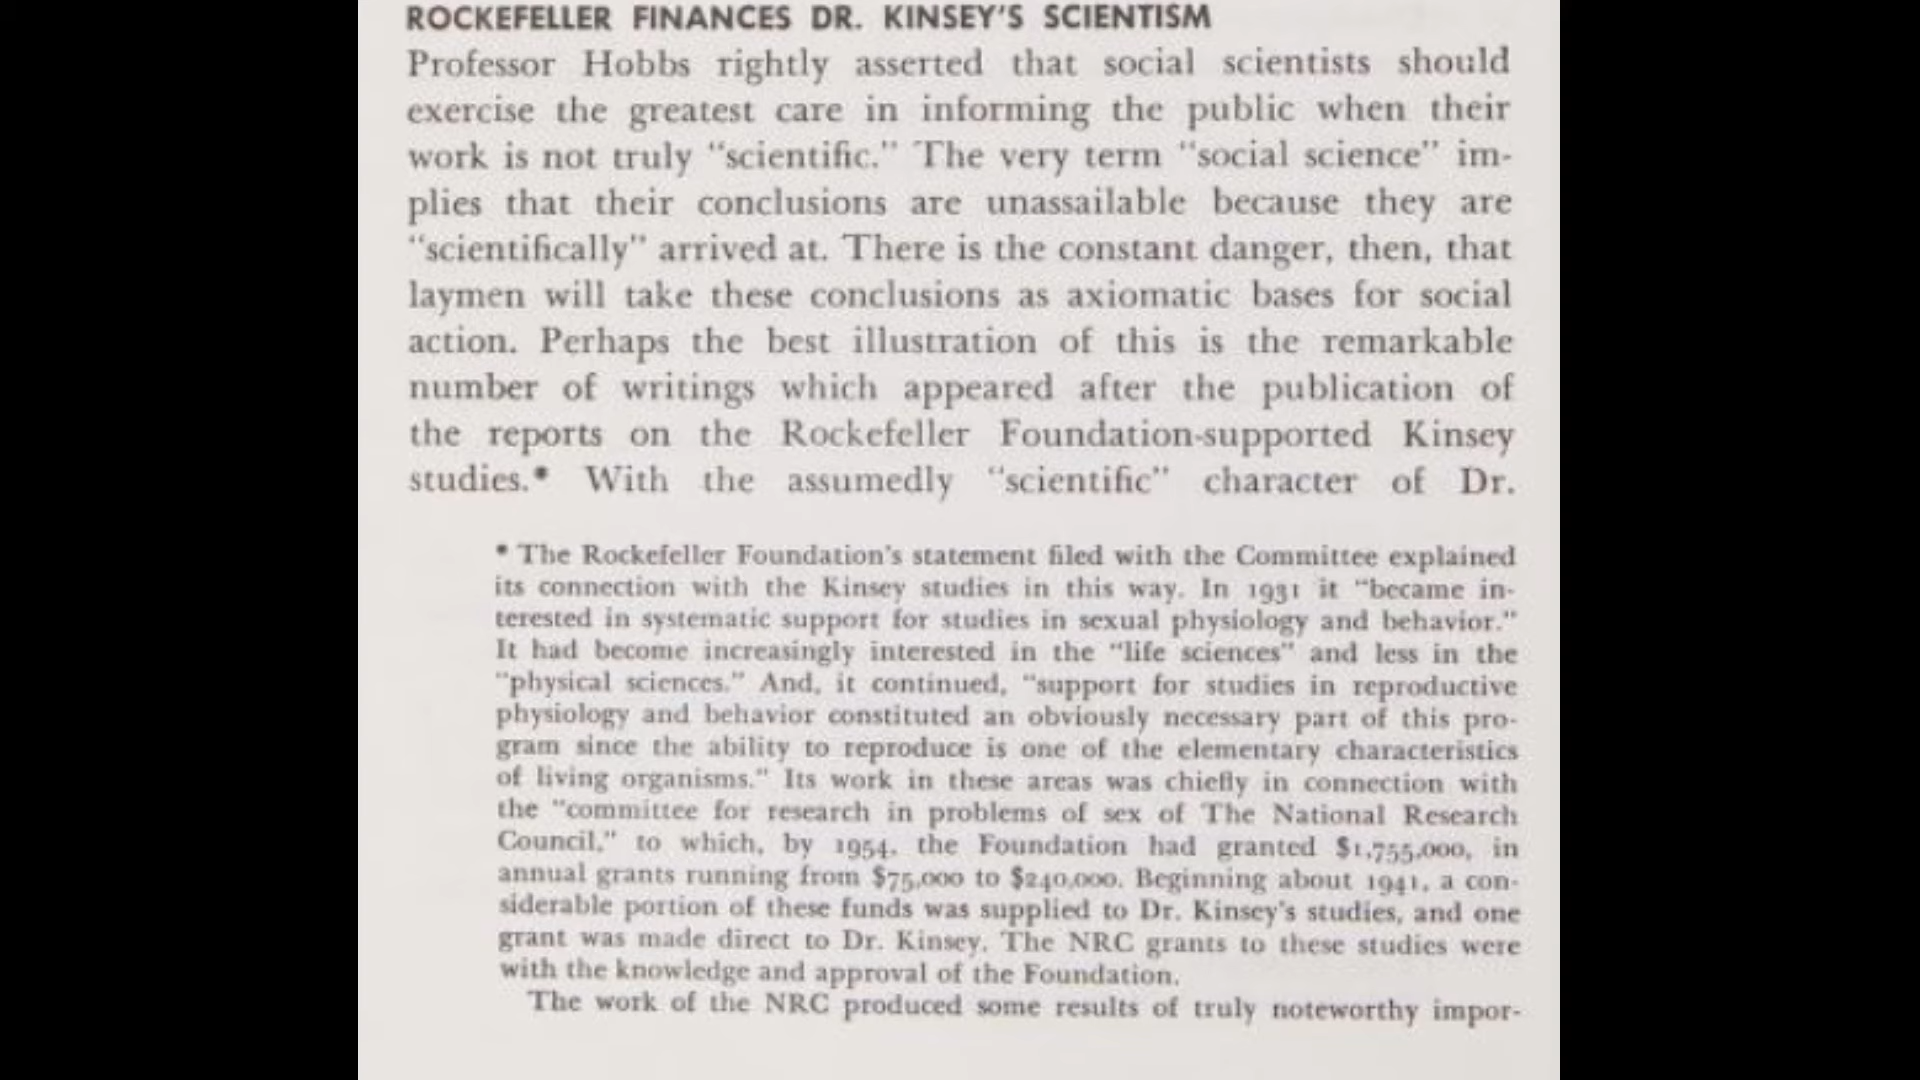 ROCKEFELLER FINANCES DR. KINSEY'S SCIENTISM
Professor Hobbs rightly asserted that social scientists should
exercise the greatest care in informing the public when their
work is not truly "scientific." The very term "social science" im-
plies that their conclusions are unassailable because they are
"scientifically" arrived at. There is the constant danger, then, that
laymen will take these conclusions as axiomatic bases for social
action. Perhaps the best illustration of this is the remarkable
number of writings which appeared after the publication of
the reports on the Rockefeller Foundation-supported Kinsey
studies.* With the assumedly "scientific" character of Dr.
* The Rockefeller Foundation's statement filed with the Committee explained
its connection with the Kinsey studies in this way. In 1931 it "became in-
terested in systematic support for studies in sexual physiology and behavior."
It had become increasingly interested in the "life sciences" and less in the
"physical sciences." And, it continued, "support for studies in reproductive
physiology and behavior constituted an obviously necessary part of this pro-
gram since the ability to reproduce is one of the elementary characteristics
of living organisms." Its work in these areas was chiefly in connection with
the "committee for research in problems of sex of The National Research
Council," to which, by 1954, the Foundation had granted $1,755,000, in
annual grants running from $75,000 to $240,000. Beginning about 1941, a con-
siderable portion of these funds was supplied to Dr. Kinsey's studies, and one
grant was made direct to Dr. Kinsey. The NRC grants to these studies were
with the knowledge and approval of the Foundation.
The work of the NRC produced some results of truly noteworthy impor-